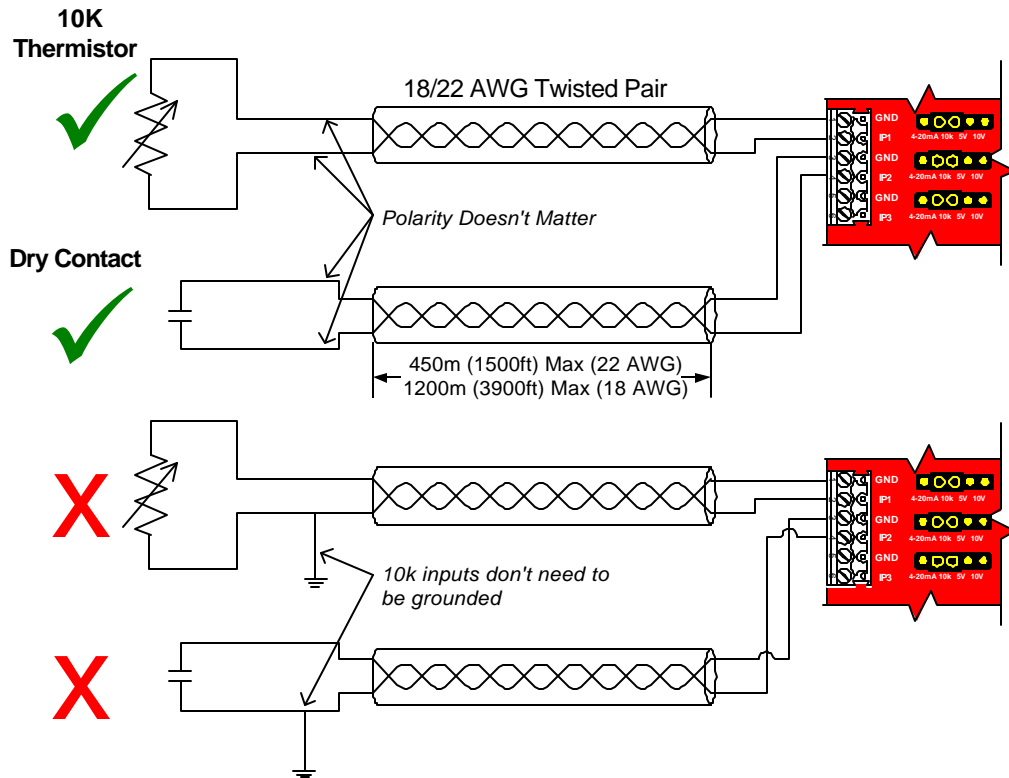 10K
Thermistor
18/22 AWG Twisted Pair
GND
4-20mA 10k 5V 10V
IP1
GND
4-20mA 10k 5V 10V
IP2
GND
4-20mA 10k 5V 10V
IP3
Polarity Doesn't Matter
Dry Contact
450m (1500ft) Max (22 AWG)
1200m (3900ft) Max (18 AWG)
X
GND
4-20mA 10k 5V 10V
IP1
GND
4-20mA 10k 5V 10V
IP2
GND
4-20mA 10k 5V 10V
IP3
10k inputs don't need to
be grounded
X